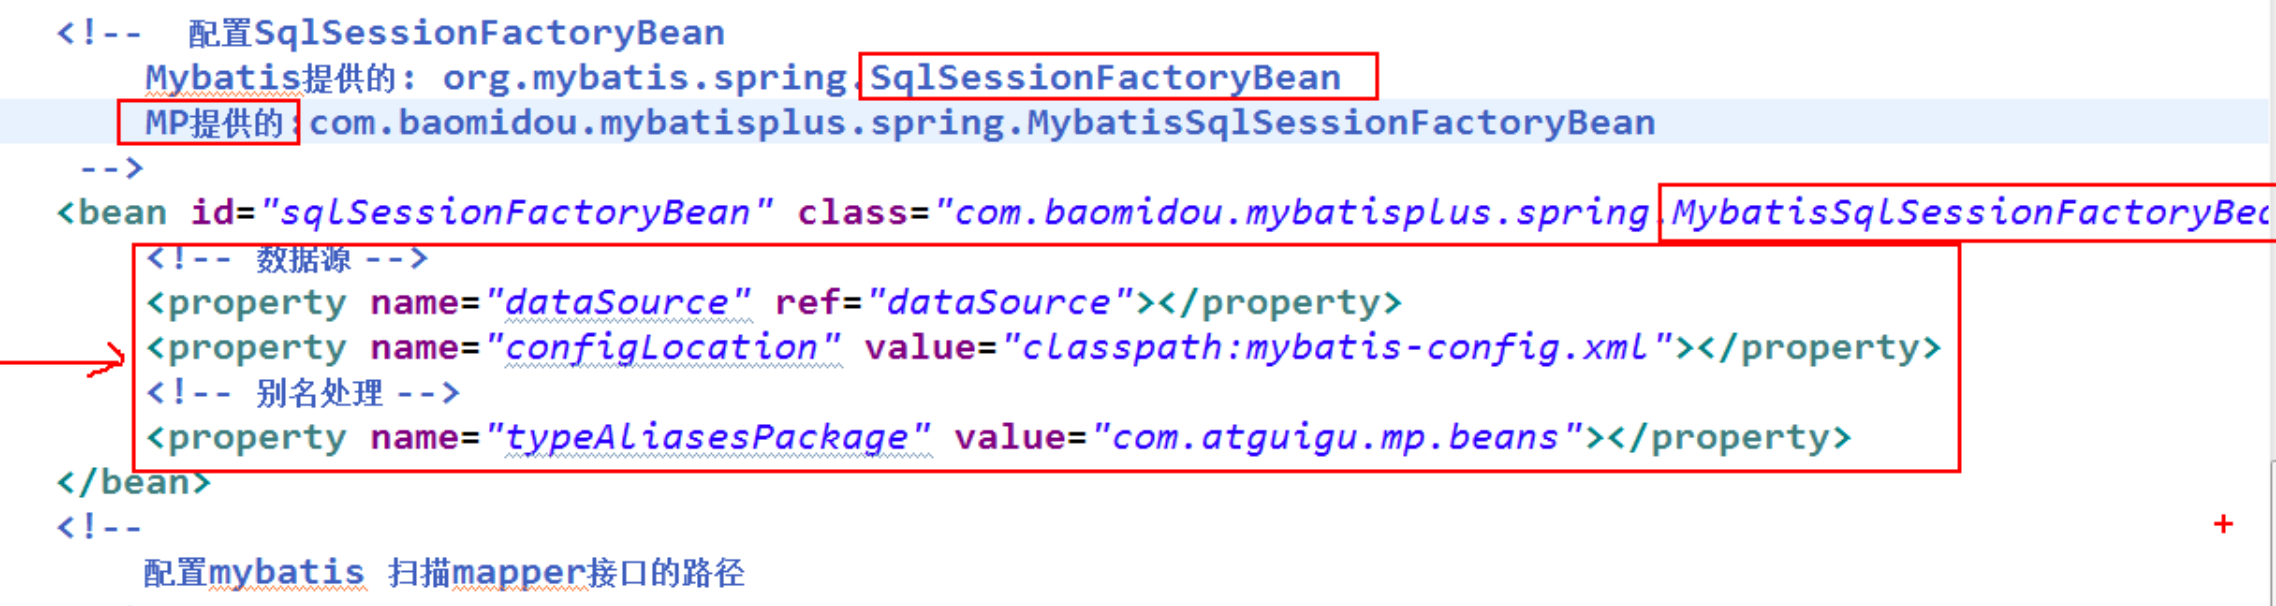 <!-- 配置SqlSessionFactoryBean
Mybatis提供的: org.mybatis.spring.SqlSessionFactoryBean
MP提供的:com.baomidou.mybatisplus.spring.MybatisSqlSessionFactoryBean
-->
<bean id="sqlSessionFactoryBean" class="com.baomidou.mybatisplus.spring.MybatisSqlSessionFactoryBea
<!-- 数据源 -->
<property name="dataSource" ref="dataSource"></property>
<property name="configLocation" value="classpath:mybatis-config.xml"></property>
<!-- 别名处理 -->
<property name="typeAliasesPackage" value="com.atguigu.mp.beans"></property>
</bean>
<!--
配置mybatis 扫描mapper接口的路径